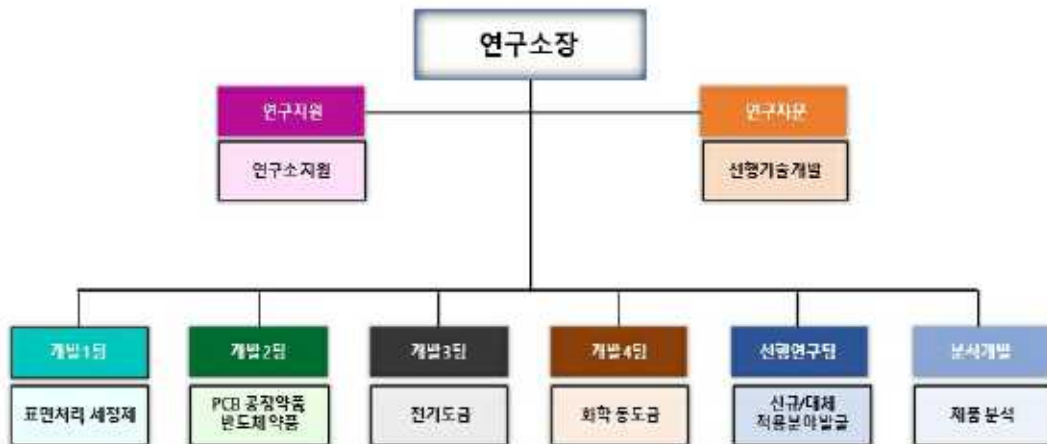 연구소장
연구지원
연구자문
연구소 지원
선행기술 개발
개발1팀
개발2팀
개발3팀
개발4팀
선행연구팀
분석개발
표면처리 세정제
PCB 공장약품,
반도체 약품
전기도금
화학 동도금
신규/대체
적용분야 발굴
제품 분석